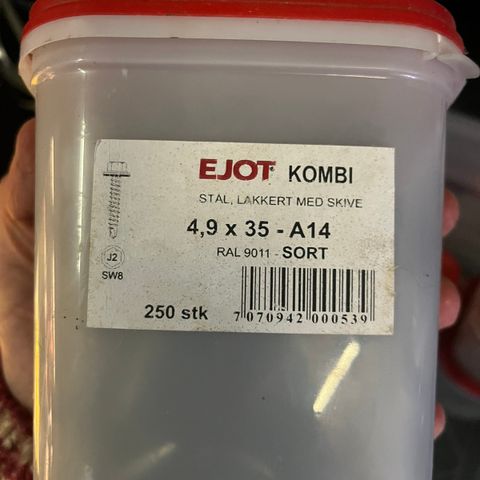 EJOT® KOMBI
STÅL, LAKKERT MED SKIVE
4,9 x 35 - A14
RAL 9011 - SORT
J2
SW8
250 stk
7 070942 000539